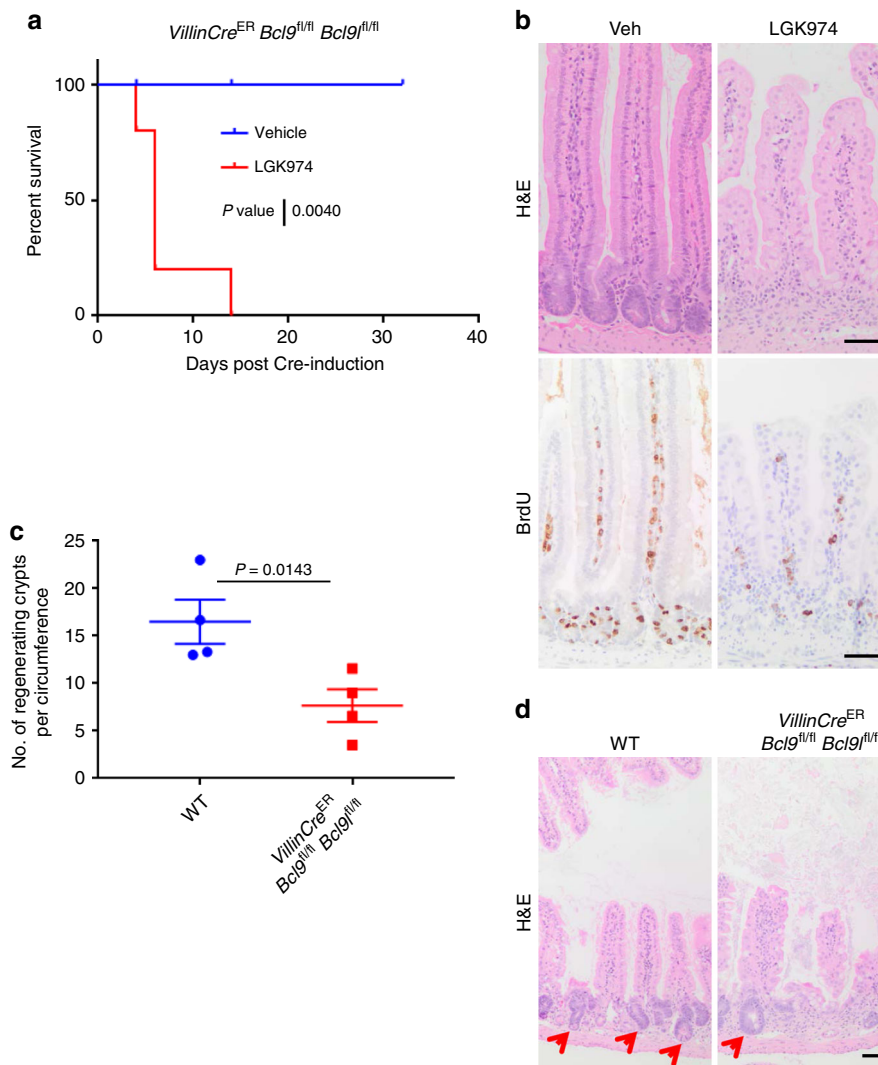 a
VillinCre^ER Bcl9^fl/fl Bcl9l^fl/fl
100
50
0
Percent survival
Vehicle
LGK974
P value | 0.0040
0 10 20 30 40
Days post Cre-induction
b
Veh LGK974
H&E
BrdU
c
25
20
15
10
5
0
No. of regenerating crypts
per circumference
P = 0.0143
WT
VillinCre^ER
Bcl9^fl/fl Bcl9l^fl/fl
d
WT
VillinCre^ER
Bcl9^fl/fl Bcl9l^fl/f
H&E